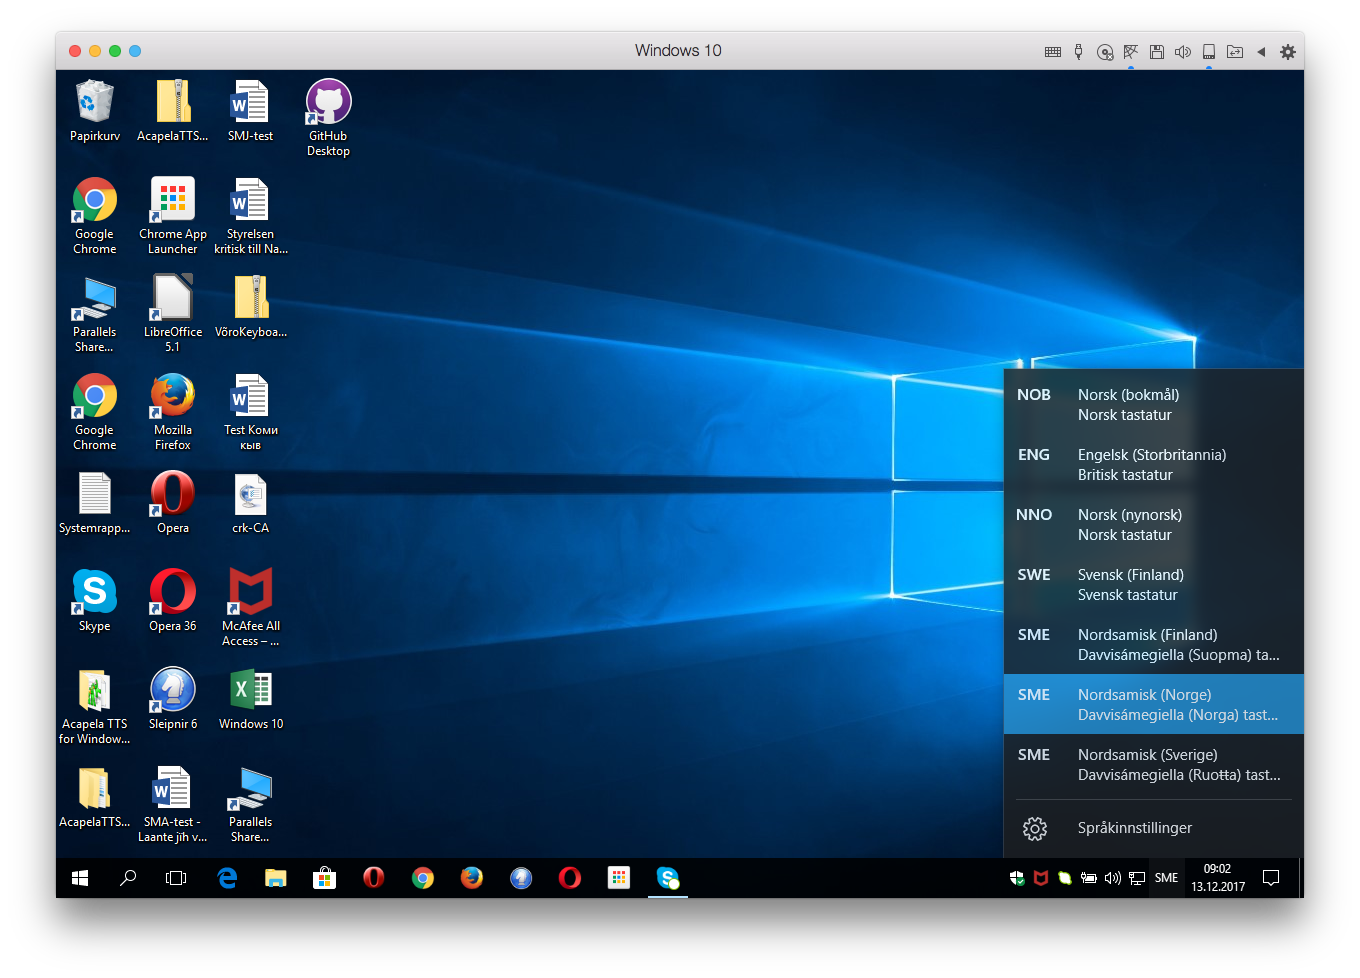 Windows 10
Papirkurv
AcapelaTTS...
SMJ-test
GitHub
Desktop
Google
Chrome
Chrome App
Launcher
Styrelsen
kritisk till Na...
Parallels
Share...
LibreOffice
5.1
VõroKeyboa...
Google
Chrome
Mozilla
Firefox
Test Коми
кыв
Systemrapp...
Opera
crk-CA
Skype
Opera 36
McAfee All
Access – ...
Acapela TTS
for Window...
Sleipnir 6
Windows 10
AcapelaTTS...
SMA-test -
Laante jïh v...
Parallels
Share...
NOB Norsk (bokmål)
Norsk tastatur
ENG Engelsk (Storbritannia)
Britisk tastatur
NNO Norsk (nynorsk)
Norsk tastatur
SWE Svensk (Finland)
Svensk tastatur
SME Nordsamisk (Finland)
Davvisámegiella (Suopma) ta...
SME Nordsamisk (Norge)
Davvisámegiella (Norga) tast...
SME Nordsamisk (Sverige)
Davvisámegiella (Ruoŧŧa) tast...
Språkinnstillinger
SME
09:02
13.12.2017